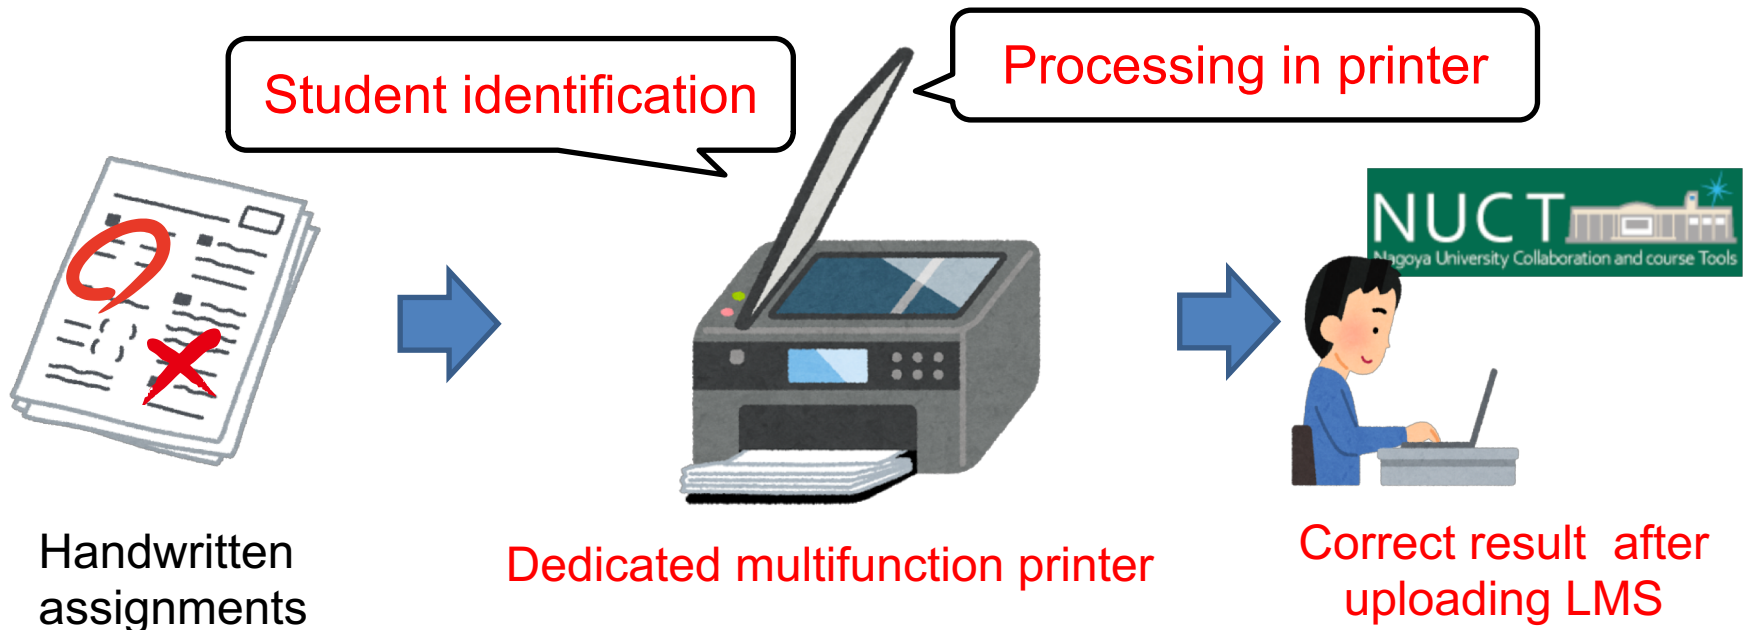 Student identification
Processing in printer
NUCT
Nagoya University Collaboration and course Tools
Handwritten
assignments
Dedicated multifunction printer
Correct result  after
uploading LMS